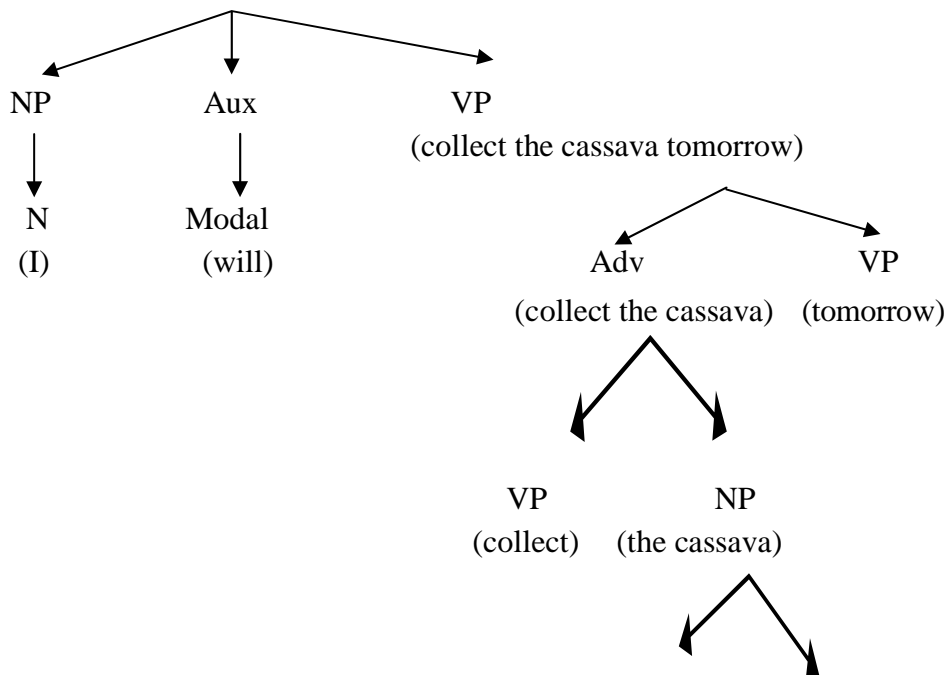 NP Aux VP
(collect the cassava tomorrow)
N Modal
(I) (will)
Adv VP
(collect the cassava) (tomorrow)
VP NP
(collect) (the cassava)